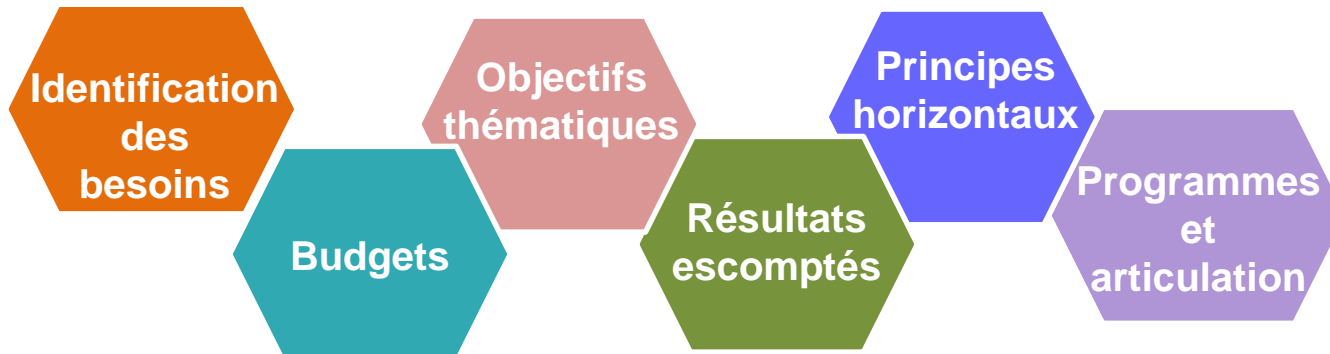 Identification
des
besoins
Budgets
Objectifs
thématiques
Résultats
escomptés
Principes
horizontaux
Programmes
et
articulation